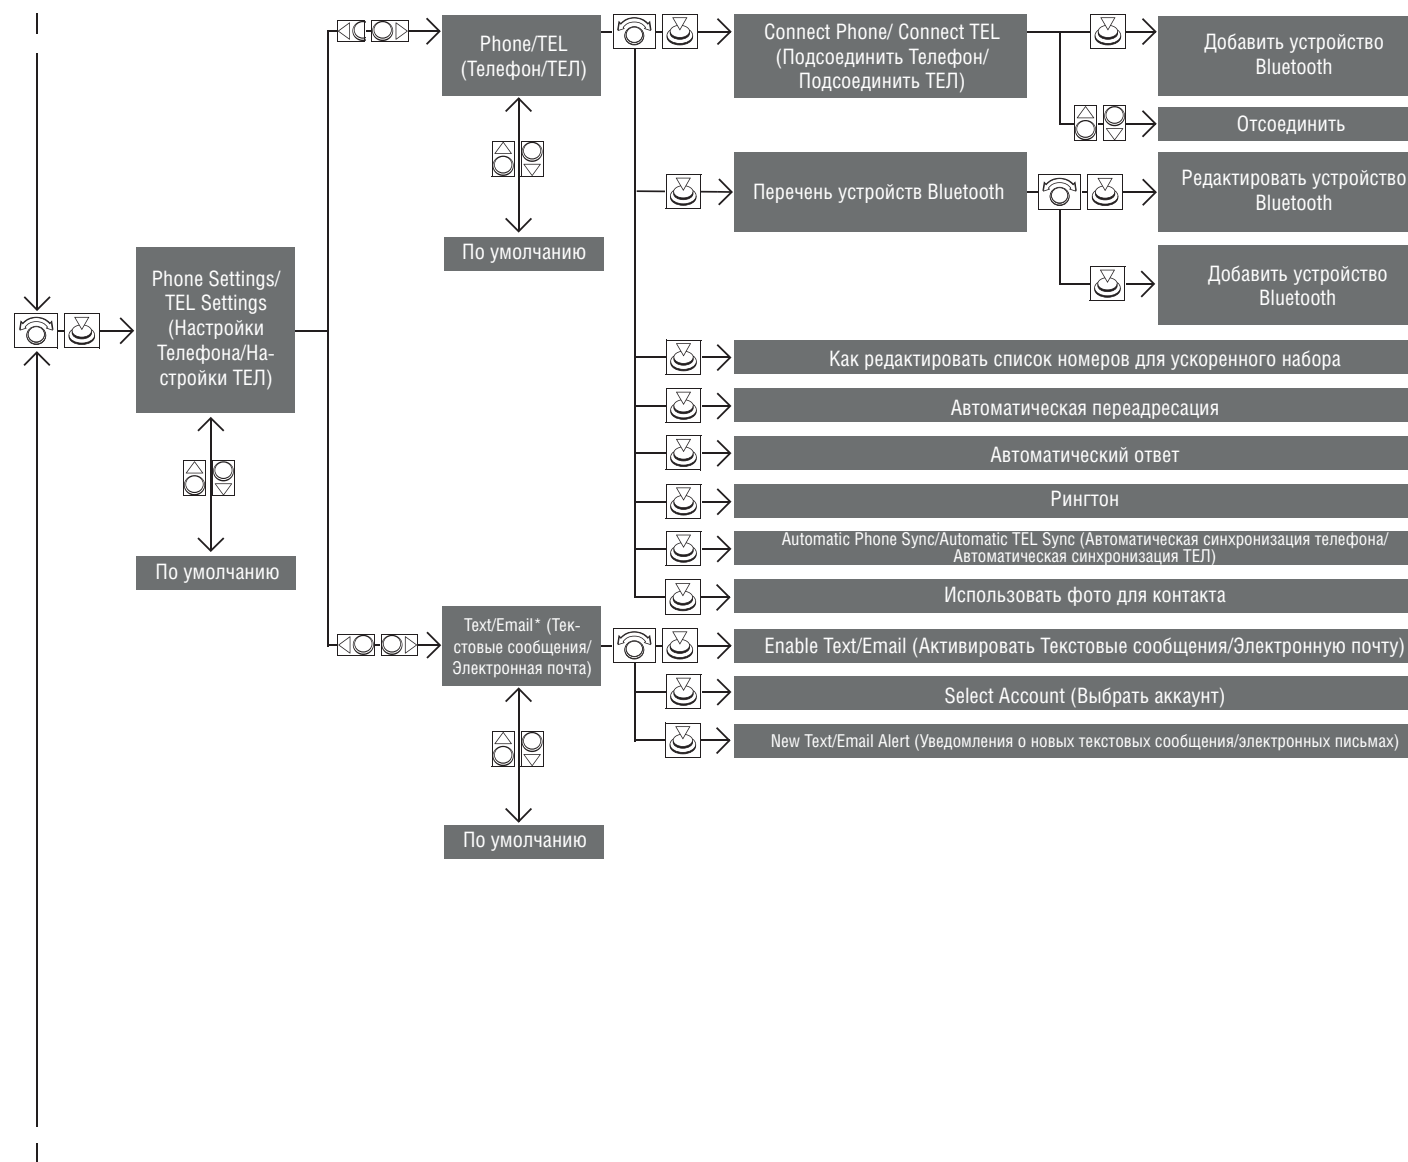 Phone/TEL
(Телефон/ТЕЛ)
Connect Phone/ Connect TEL
(Подсоединить Телефон/
Подсоединить ТЕЛ)
Добавить устройство
Bluetooth
Отсоединить
Перечень устройств Bluetooth
Редактировать устройство
Bluetooth
По умолчанию
Добавить устройство
Bluetooth
Phone Settings/
TEL Settings
(Настройки
Телефона/На-
стройки ТЕЛ)
Как редактировать список номеров для ускоренного набора
Автоматическая переадресация
Автоматический ответ
Рингтон
Automatic Phone Sync/Automatic TEL Sync (Автоматическая синхронизация телефона/
Автоматическая синхронизация ТЕЛ)
По умолчанию
Использовать фото для контакта
Text/Email* (Тек-
стовые сообщения/
Электронная почта)
Enable Text/Email (Активировать Текстовые сообщения/Электронную почту)
Select Account (Выбрать аккаунт)
New Text/Email Alert (Уведомления о новых текстовых сообщения/электронных письмах)
По умолчанию